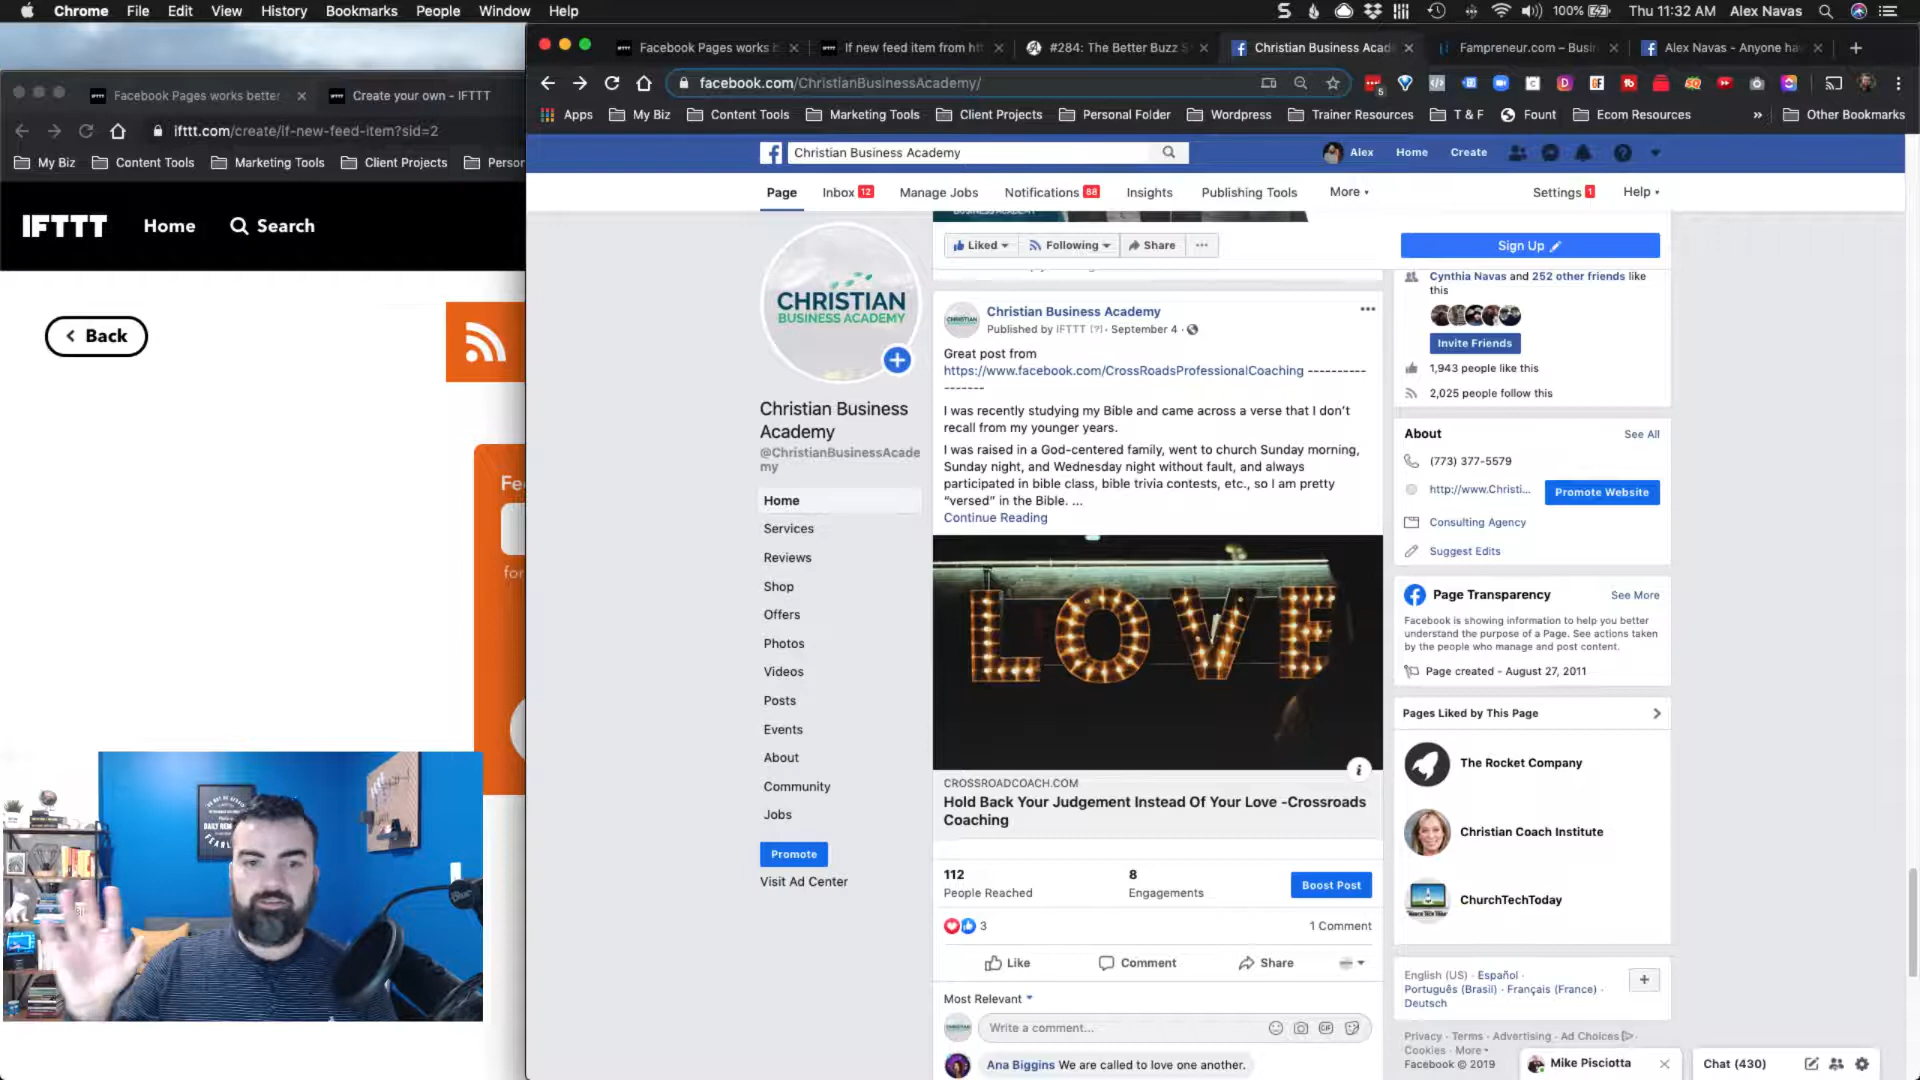 Chrome File Edit View History Bookmarks People Window Help
100% Thu 11:32 AM Alex Navas
Facebook Pages works better
Create your own - IFTTT
ifttt.com/create/if-new-feed-item?sid=2
My Biz Content Tools Marketing Tools Client Projects Person
IFTTT Home Search
Back
Fe
for
Facebook Pages works b
If new feed item from ht
#284: The Better Buzz S
Christian Business Acad
Fampreneur.com – Busin
Alex Navas - Anyone ha
facebook.com/ChristianBusinessAcademy/
5
Apps My Biz Content Tools Marketing Tools Client Projects Personal Folder Wordpress Trainer Resources T & F Fount Ecom Resources » Other Bookmarks
Christian Business Academy
Alex Home Create
Page Inbox 12 Manage Jobs Notifications 88 Insights Publishing Tools More Settings 1 Help
BUSINESS ACADEMY
Liked Following Share ...
Sign Up
CHRISTIAN
BUSINESS ACADEMY
Christian Business
Academy
@ChristianBusinessAcade
my
Home
Services
Reviews
Shop
Offers
Photos
Videos
Posts
Events
About
Community
Jobs
Promote
Visit Ad Center
Christian Business Academy
Published by IFTTT [?] · September 4 ·
Great post from
https://www.facebook.com/CrossRoadsProfessionalCoaching ----------
-------
I was recently studying my Bible and came across a verse that I don't
recall from my younger years.
I was raised in a God-centered family, went to church Sunday morning,
Sunday night, and Wednesday night without fault, and always
participated in bible class, bible trivia contests, etc., so I am pretty
“versed” in the Bible. ...
Continue Reading
LOVE
CROSSROADCOACH.COM
Hold Back Your Judgement Instead Of Your Love -Crossroads
Coaching
112
People Reached
8
Engagements
Boost Post
3
1 Comment
Like Comment Share
Most Relevant
Write a comment...
GIF
Ana Biggins We are called to love one another.
Cynthia Navas and 252 other friends like
this
Invite Friends
1,943 people like this
2,025 people follow this
About See All
(773) 377-5579
http://www.Christi... Promote Website
Consulting Agency
Suggest Edits
Page Transparency See More
Facebook is showing information to help you better
understand the purpose of a Page. See actions taken
by the people who manage and post content.
Page created - August 27, 2011
Pages Liked by This Page
The Rocket Company
Christian Coach Institute
ChurchTechToday
English (US) · Español ·
Português (Brasil) · Français (France) ·
Deutsch
Privacy · Terms · Advertising · Ad Choices
Cookies · More
Facebook © 2019
Mike Pisciotta
Chat (430)